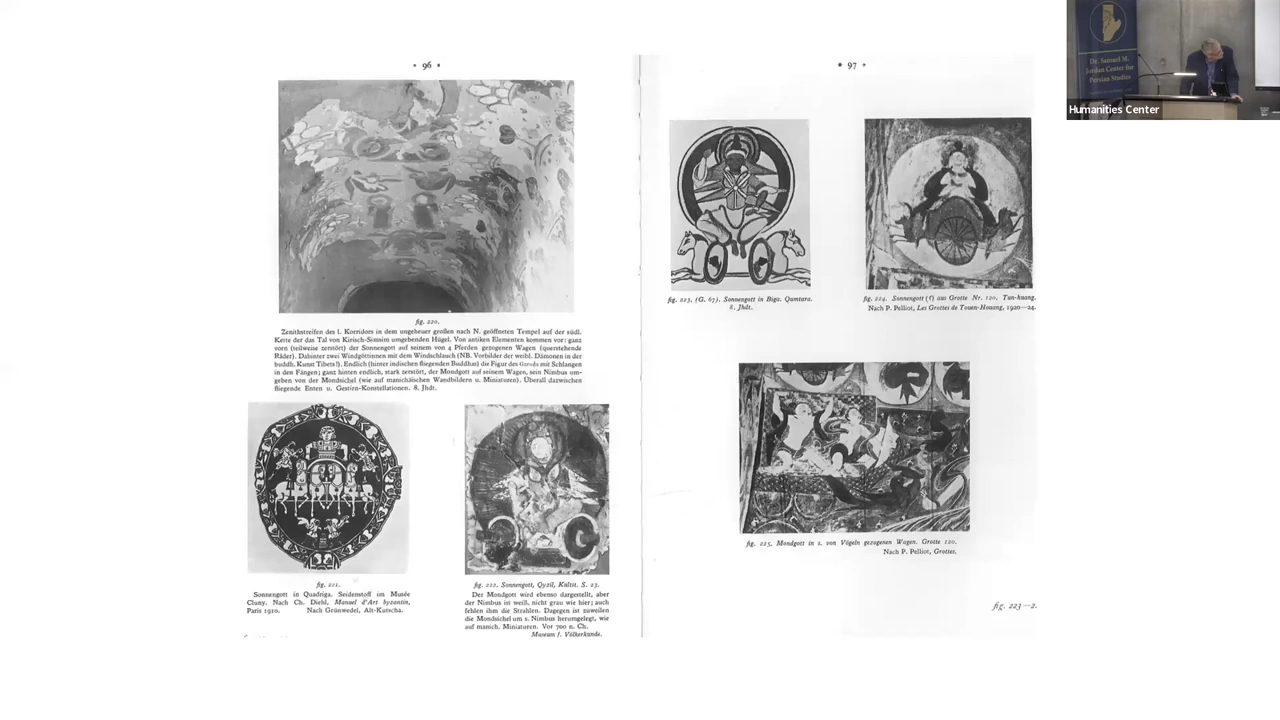 • 96 •
fig. 220.
Zenithstreifen des l. Korridors in dem ungeheuer großen nach N. geöffneten Tempel auf der südl.
Kette der das Tal von Kirisch-Simsim umgebenden Hügel. Von antiken Elementen kommen vor: ganz
vorn (teilweise zerstört) der Sonnengott auf seinem von 4 Pferden gezogenen Wagen (querstehende
Räder). Dahinter zwei Windgöttinnen mit dem Windschlauch (NB. Vorbilder der weibl. Dämonen in der
buddh. Kunst Tibets!). Endlich (hinter indischen fliegenden Buddhas) die Figur des Garuḍa mit Schlangen
in den Fängen; ganz hinten endlich, stark zerstört, der Mondgott auf seinem Wagen, sein Nimbus um-
geben von der Mondsichel (wie auf manichäischen Wandbildern u. Miniaturen). Überall dazwischen
fliegende Enten u. Gestirn-Konstellationen. 8. Jhdt.
fig. 221.
Sonnengott in Quadriga. Seidenstoff im Musée
Cluny. Nach Ch. Diehl, Manuel d'Art byzantin,
Paris 1910. Nach Grünwedel, Alt-Kutscha.
fig. 222. Sonnengott, Qyzil, Kultst. S. 23.
Der Mondgott wird ebenso dargestellt, aber
der Nimbus ist weiß, nicht grau wie hier; auch
fehlen ihm die Strahlen. Dagegen ist zuweilen
die Mondsichel um s. Nimbus herumgelegt, wie
auf manich. Miniaturen. Vor 700 n. Ch.
Museum f. Völkerkunde.
• 97 •
fig. 223. (G. 67). Sonnengott in Biga. Qumtura.
8. Jhdt.
fig. 224. Sonnengott (?) aus Grotte Nr. 120, Tun-huang.
Nach P. Pelliot, Les Grottes de Touen-Houang, 1920—24.
fig. 225. Mondgott in s. von Vögeln gezogenen Wagen. Grotte 120.
Nach P. Pelliot, Grottes.
fig. 223—2.
Dr. Samuel M.
Jordan Center for
Persian Studies
Humanities Center